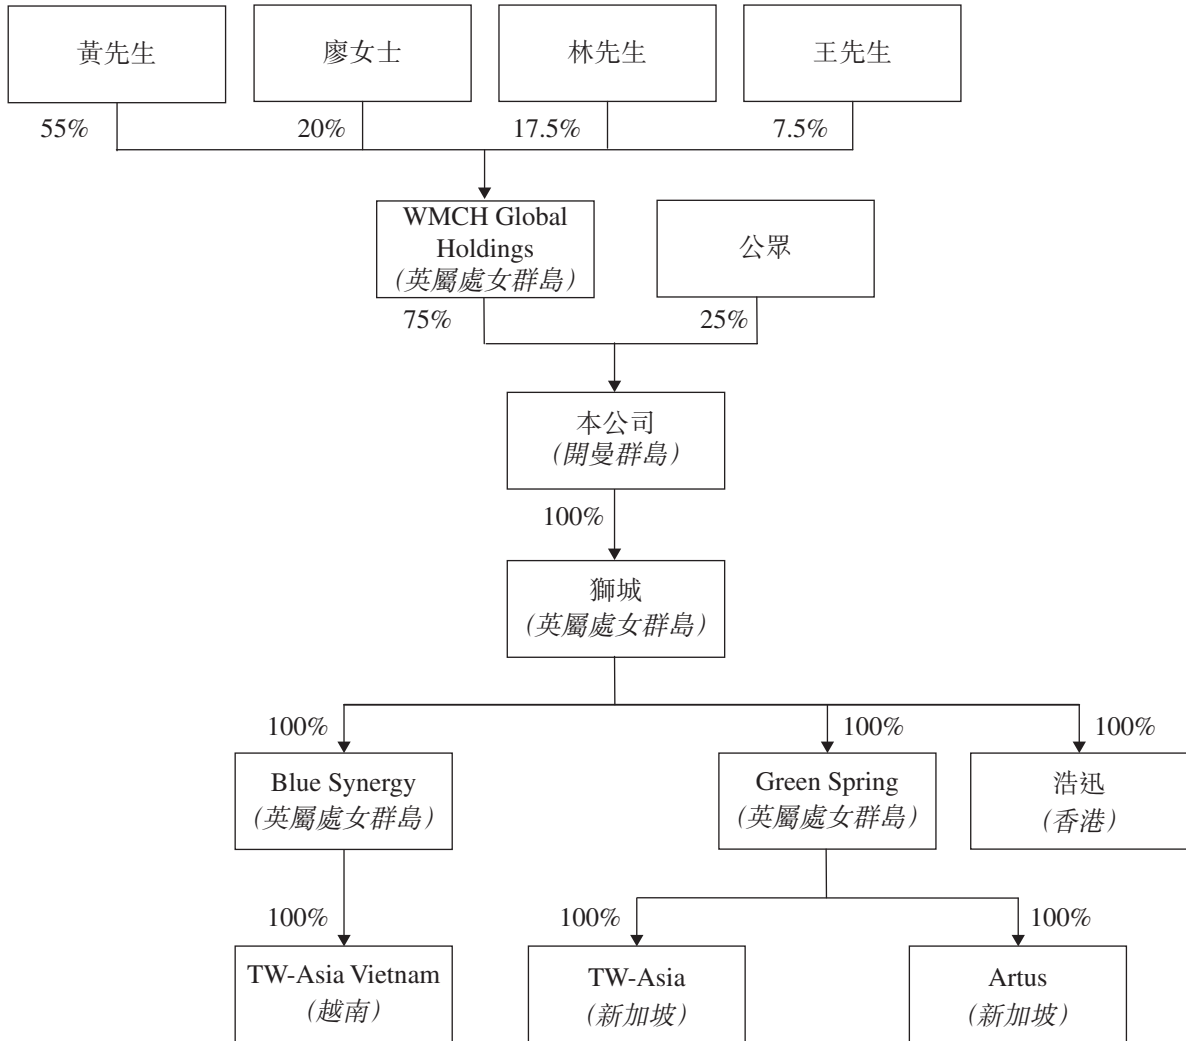 黃先生
廖女士
林先生
王先生
55%
20%
17.5%
7.5%
WMCH Global
Holdings
(英屬處女群島)
公眾
75%
25%
本公司
(開曼群島)
100%
獅城
(英屬處女群島)
100%
100%
100%
Blue Synergy
(英屬處女群島)
Green Spring
(英屬處女群島)
浩迅
(香港)
100%
100%
100%
TW-Asia Vietnam
(越南)
TW-Asia
(新加坡)
Artus
(新加坡)